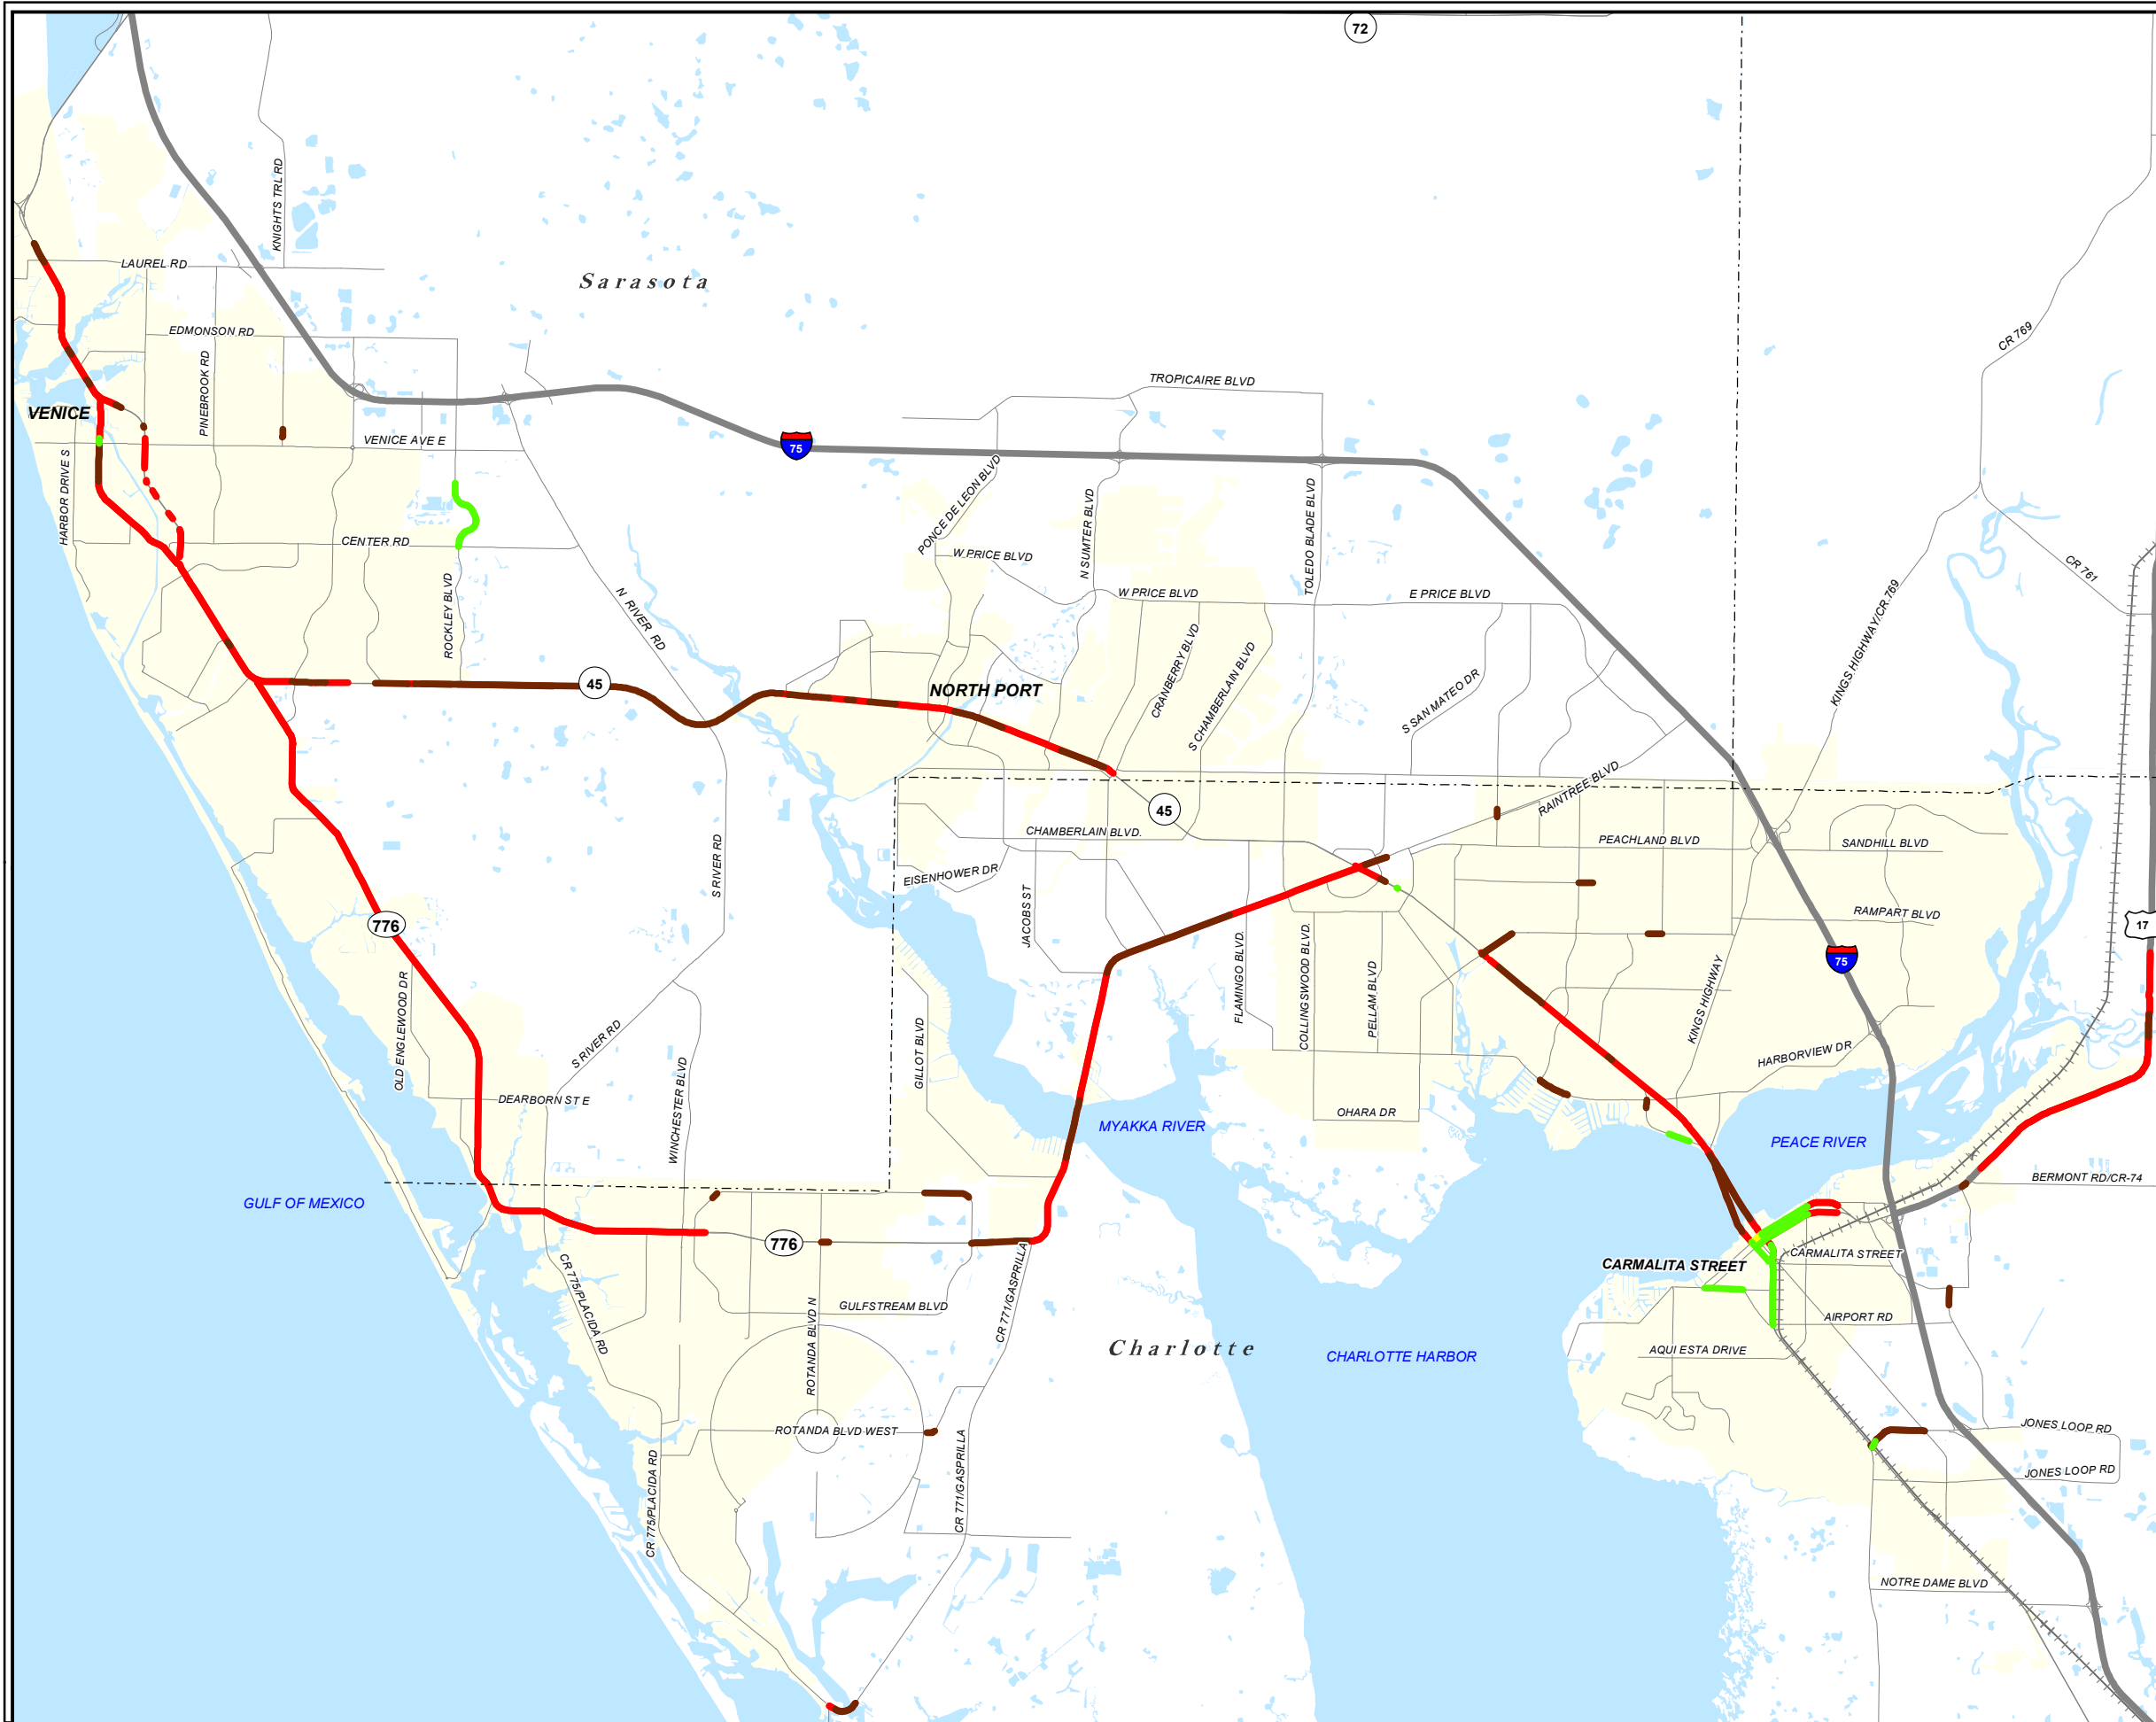 72
KNIGHTS TRL RD
LAUREL RD
Sarasota
EDMONSON RD
PINEBROOK RD
CR 769
TROPICAIRE BLVD
VENICE
VENICE AVE E
75
HARBOR DRIVE S
PONCE DE LEON BLVD
N SUMTER BLVD
TOLEDO BLADE BLVD
CENTER RD
W PRICE BLVD
CR 761
W PRICE BLVD
E PRICE BLVD
ROCKLEY BLVD
N RIVER RD
KINGS HIGHWAY/CR 769
CRANBERRY BLVD
S CHAMBERLAIN BLVD
45
NORTH PORT
S SAN MATEO DR
RAINTREE BLVD
45
CHAMBERLAIN BLVD.
PEACHLAND BLVD
SANDHILL BLVD
S RIVER RD
EISENHOWER DR
JACOBS ST
776
RAMPART BLVD
17
FLAMINGO BLVD.
COLLINGSWOOD BLVD.
PELLAM BLVD
75
KINGS HIGHWAY
OLD ENGLEWOOD DR
S RIVER RD
GILLOT BLVD
HARBORVIEW DR
DEARBORN ST E
WINCHESTER BLVD
OHARA DR
MYAKKA RIVER
PEACE RIVER
BERMONT RD/CR-74
GULF OF MEXICO
776
CARMALITA STREET
CARMALITA STREET
CR 775/PLACIDA RD
GULFSTREAM BLVD
CR 771/GASPRILLA
AIRPORT RD
ROTANDA BLVD N
Charlotte
CHARLOTTE HARBOR
AQUI ESTA DRIVE
ROTANDA BLVD WEST
JONES LOOP RD
CR 775/PLACIDA RD
CR 771/GASPRILLA
JONES LOOP RD
NOTRE DAME BLVD